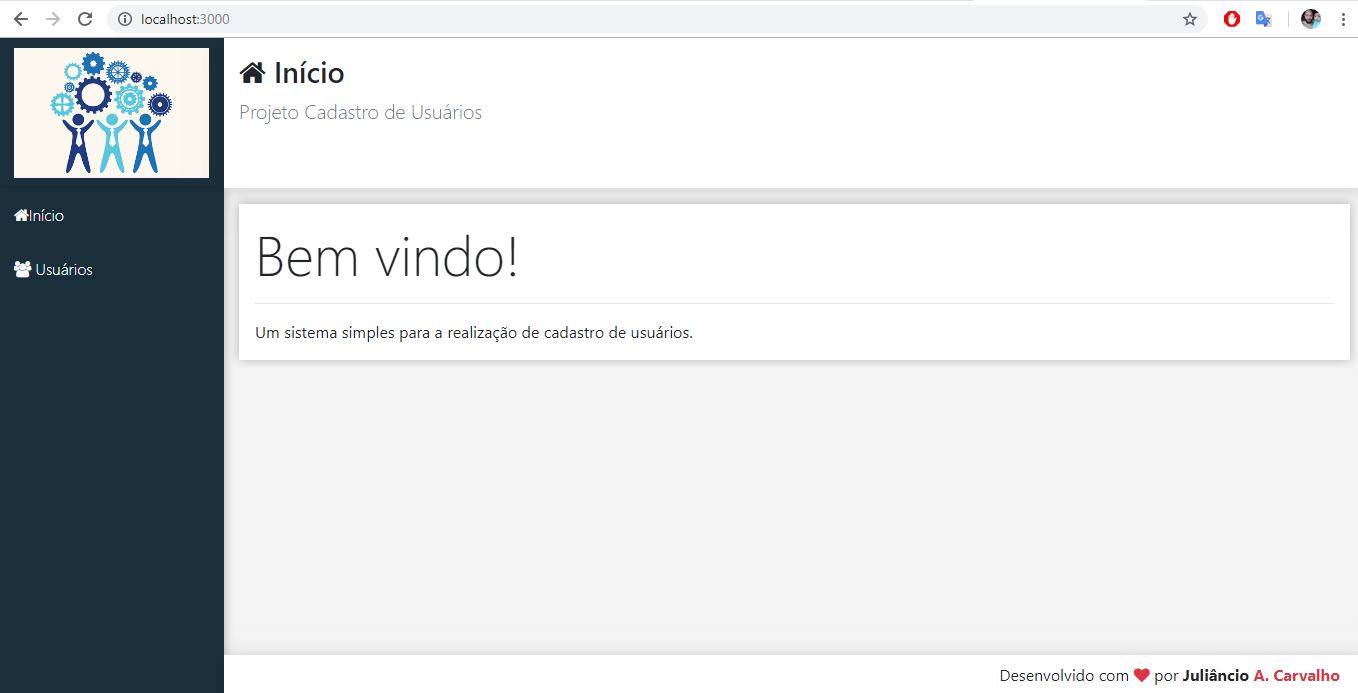 localhost:3000
Início
Projeto Cadastro de Usuários
Início
Usuários
Bem vindo!
Um sistema simples para a realização de cadastro de usuários.
Desenvolvido com por Juliâncio A. Carvalho